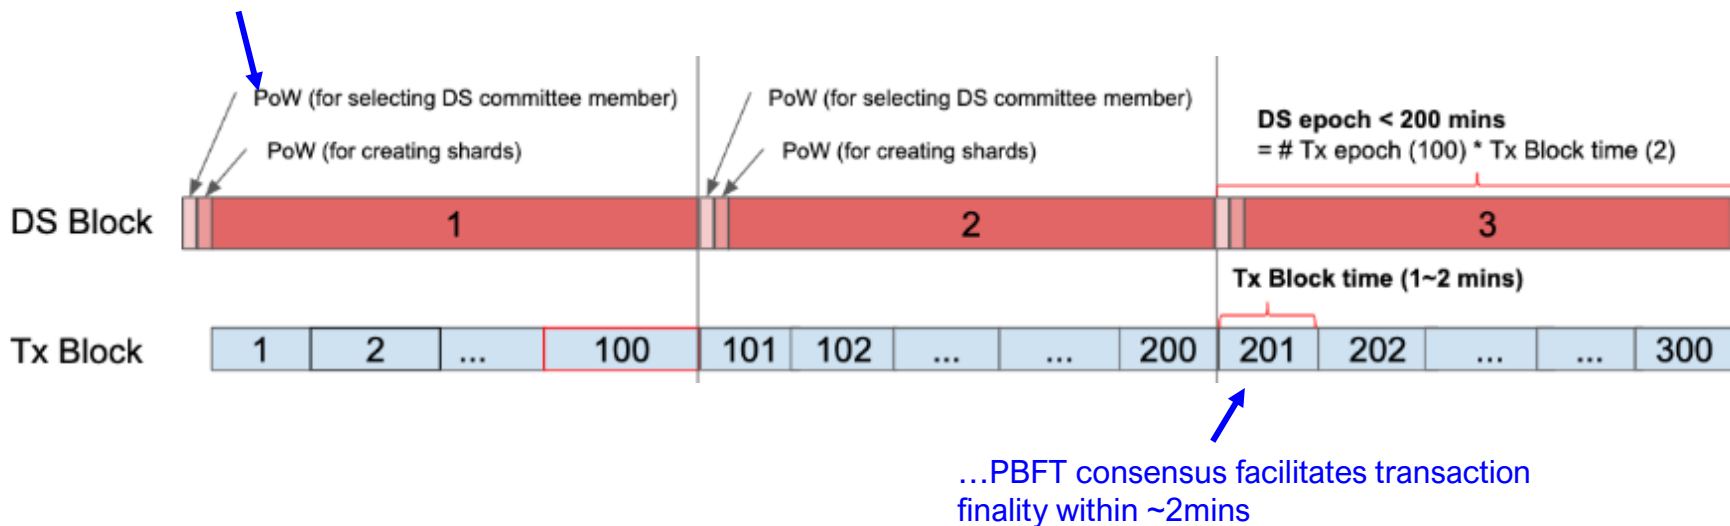 PoW (for selecting DS committee member)
PoW (for creating shards)
PoW (for selecting DS committee member)
PoW (for creating shards)
DS epoch < 200 mins
= # Tx epoch (100) * Tx Block time (2)
DS Block
1
2
3
Tx Block time (1~2 mins)
Tx Block
1
2
...
100
101
102
...
...
200
201
202
...
...
300
...PBFT consensus facilitates transaction
finality within ~2mins